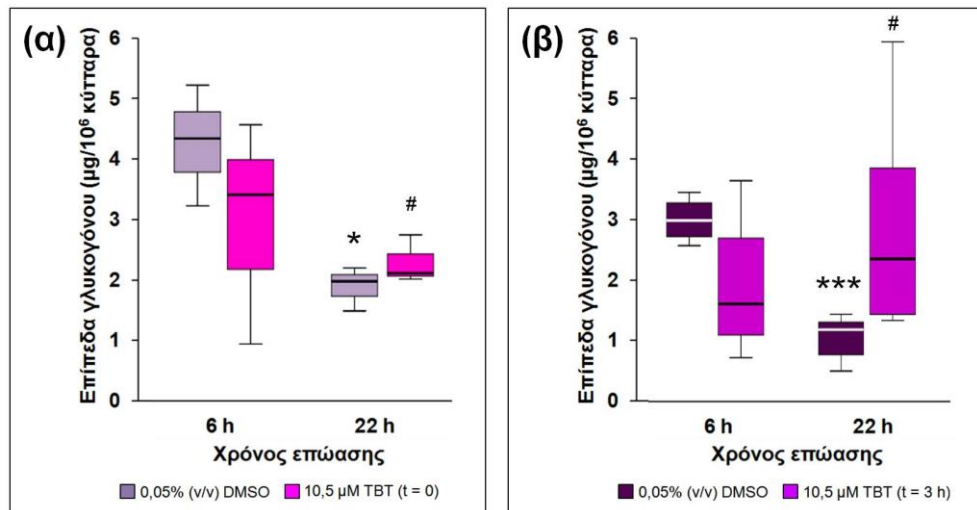 (α)
Επίπεδα γλυκογόνου (μg/10⁶ κύτταρα)
6
5
4
3
2
1
0
*
#
6 h
22 h
Χρόνος επώασης
0,05% (v/v) DMSO
10,5 μM TBT (t = 0)
(β)
Επίπεδα γλυκογόνου (μg/10⁶ κύτταρα)
6
5
4
3
2
1
0
***
#
6 h
22 h
Χρόνος επώασης
0,05% (v/v) DMSO
10,5 μM TBT (t = 3 h)